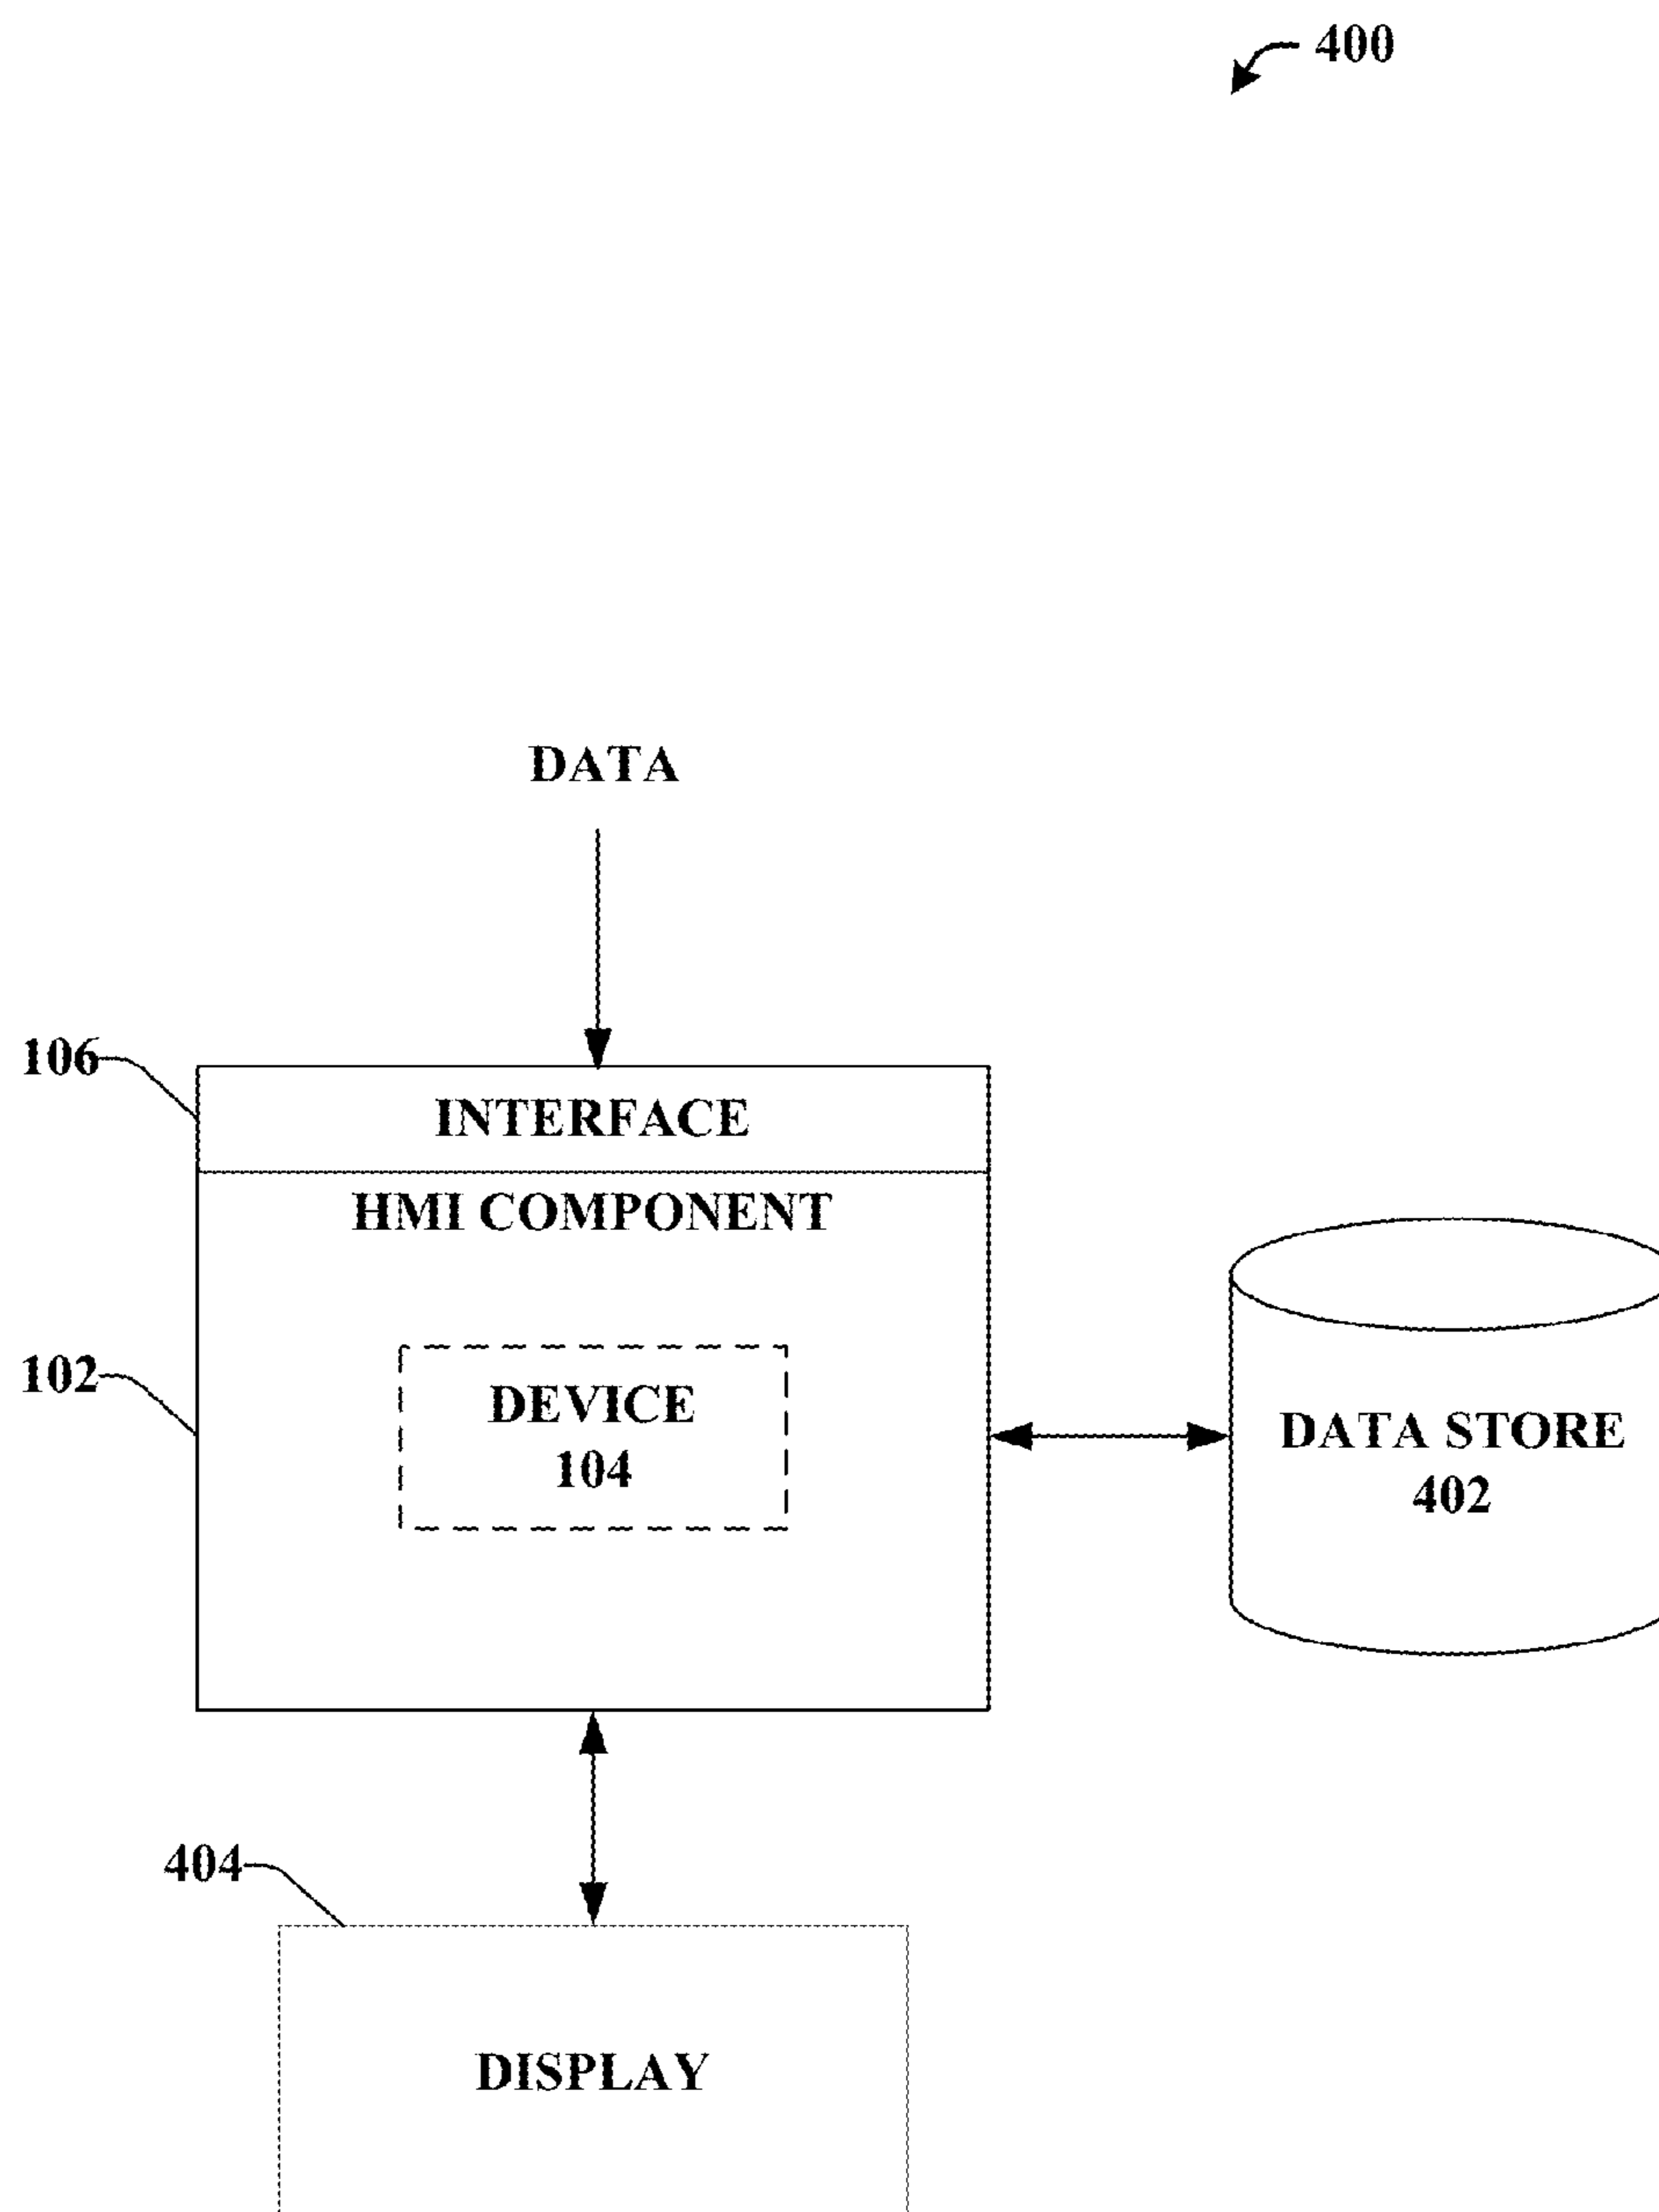 400
DATA
106
INTERFACE
HMI COMPONENT
102
DEVICE
104
DATA STORE
402
404
DISPLAY